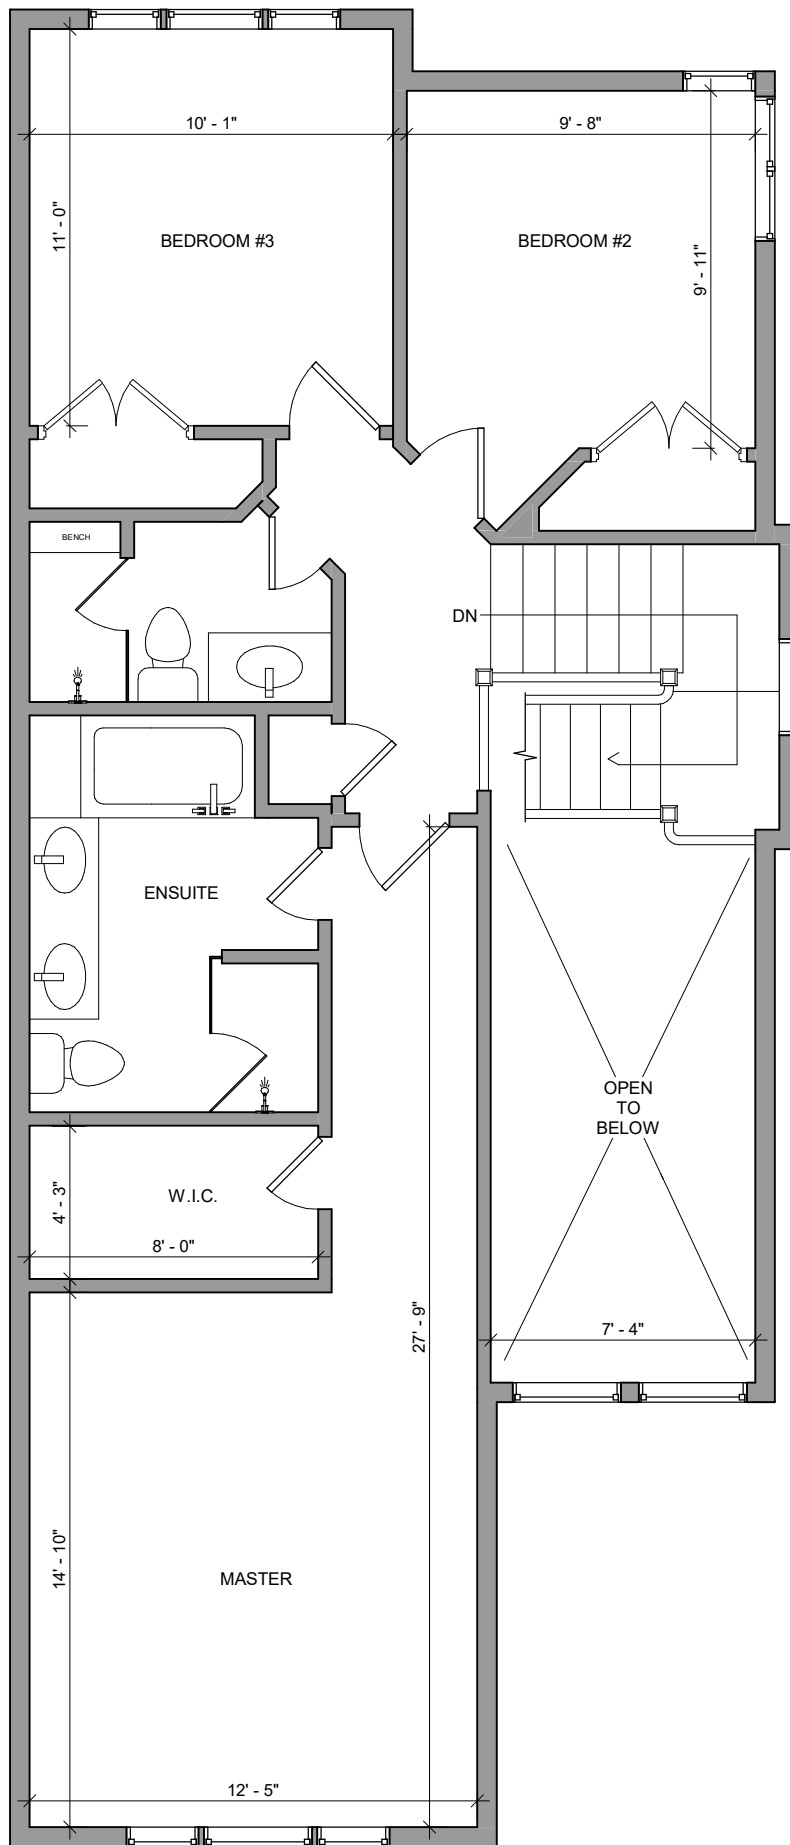 10' - 1"
9' - 8"
11' - 0"
BEDROOM #3
BEDROOM #2
9' - 11"
BENCH
DN
ENSUITE
OPEN
TO
BELOW
W.I.C.
4' - 3"
8' - 0"
27' - 9"
7' - 4"
14' - 10"
MASTER
12' - 5"